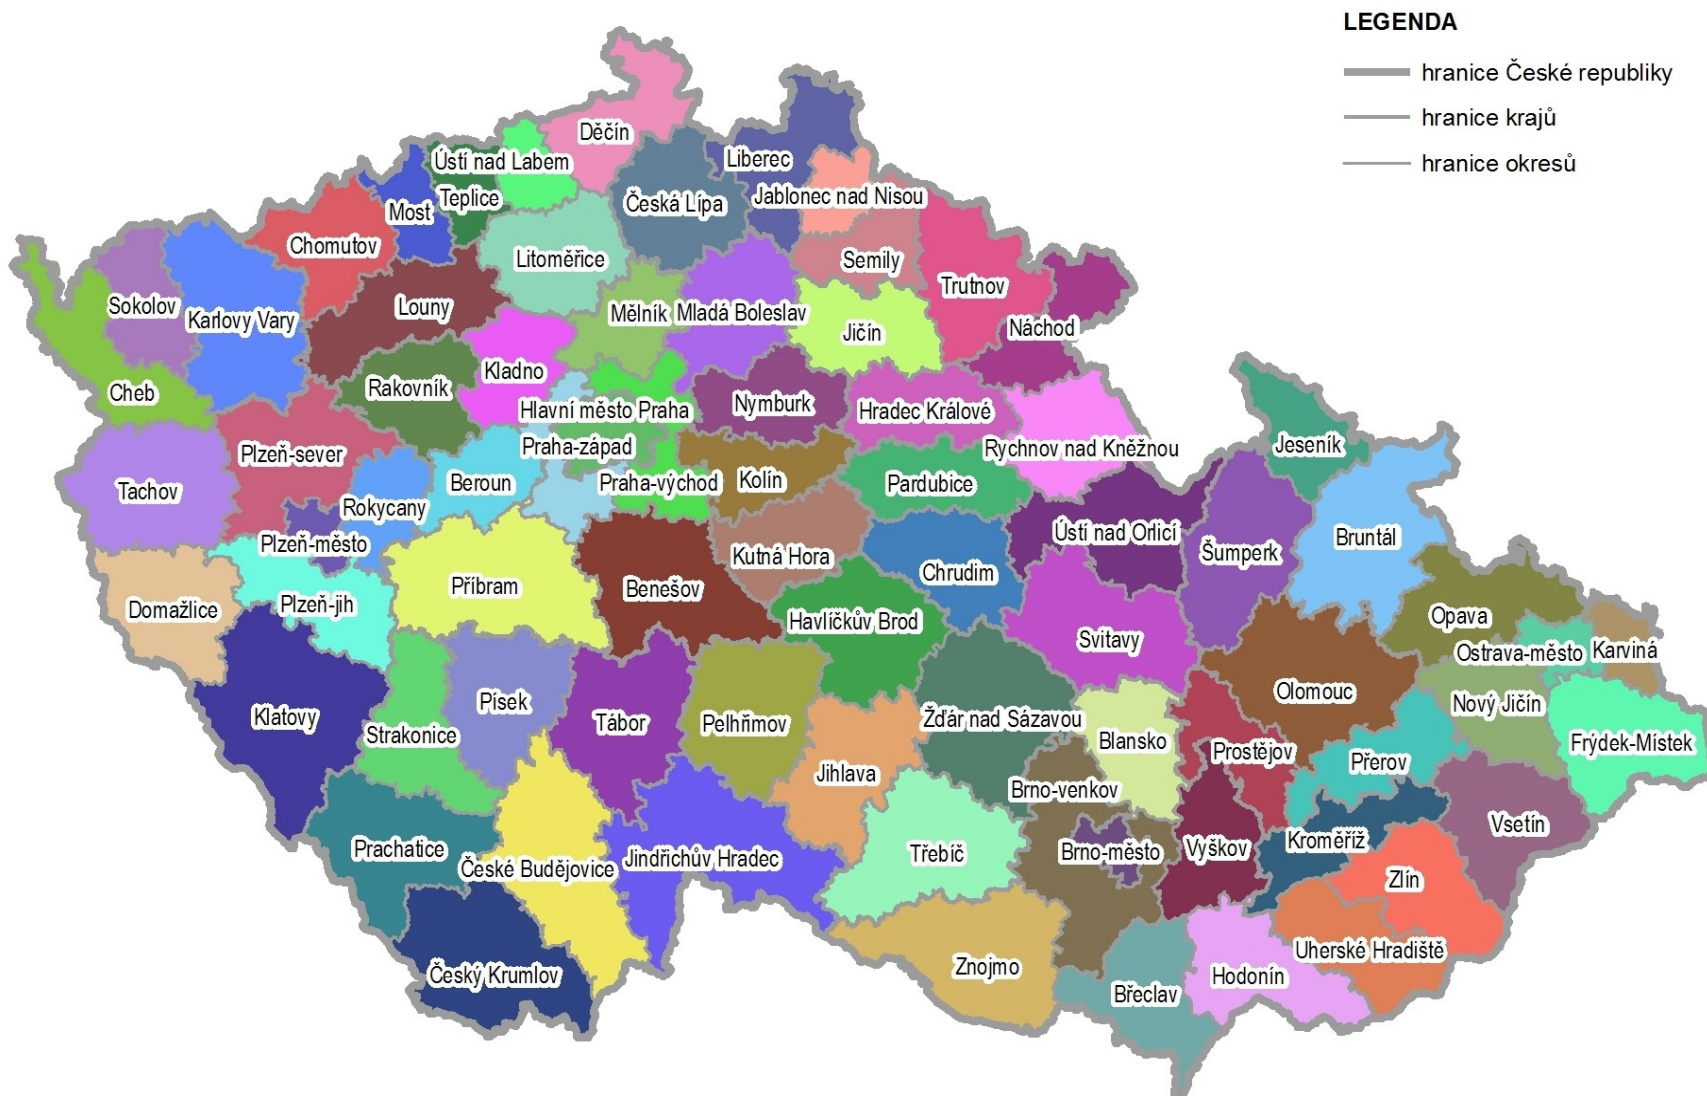 LEGENDA
hranice České republiky
hranice krajů
hranice okresů
Děčín
Ústí nad Labem
Liberec
Teplice
Jablonec nad Nisou
Česká Lípa
Most
Chomutov
Litoměřice
Semily
Trutnov
Sokolov
Karlovy Vary
Louny
Mělník
Mladá Boleslav
Jičín
Náchod
Cheb
Rakovník
Kladno
Hlavní město Praha
Nymburk
Hradec Králové
Plzeň-sever
Praha-západ
Rychnov nad Kněžnou
Jeseník
Tachov
Beroun
Praha-východ
Kolín
Pardubice
Rokycany
Plzeň-město
Kutná Hora
Ústí nad Orlicí
Šumperk
Bruntál
Domažlice
Plzeň-jih
Příbram
Benešov
Chrudim
Havlíčkův Brod
Svitavy
Opava
Ostrava-město
Karviná
Klatovy
Strakonice
Písek
Tábor
Pelhřimov
Žďár nad Sázavou
Olomouc
Nový Jičín
Jihlava
Blansko
Prostějov
Přerov
Frýdek-Místek
Brno-venkov
Prachatice
České Budějovice
Jindřichův Hradec
Třebíč
Brno-město
Vyškov
Kroměříž
Vsetín
Zlín
Český Krumlov
Znojmo
Břeclav
Hodonín
Uherské Hradiště